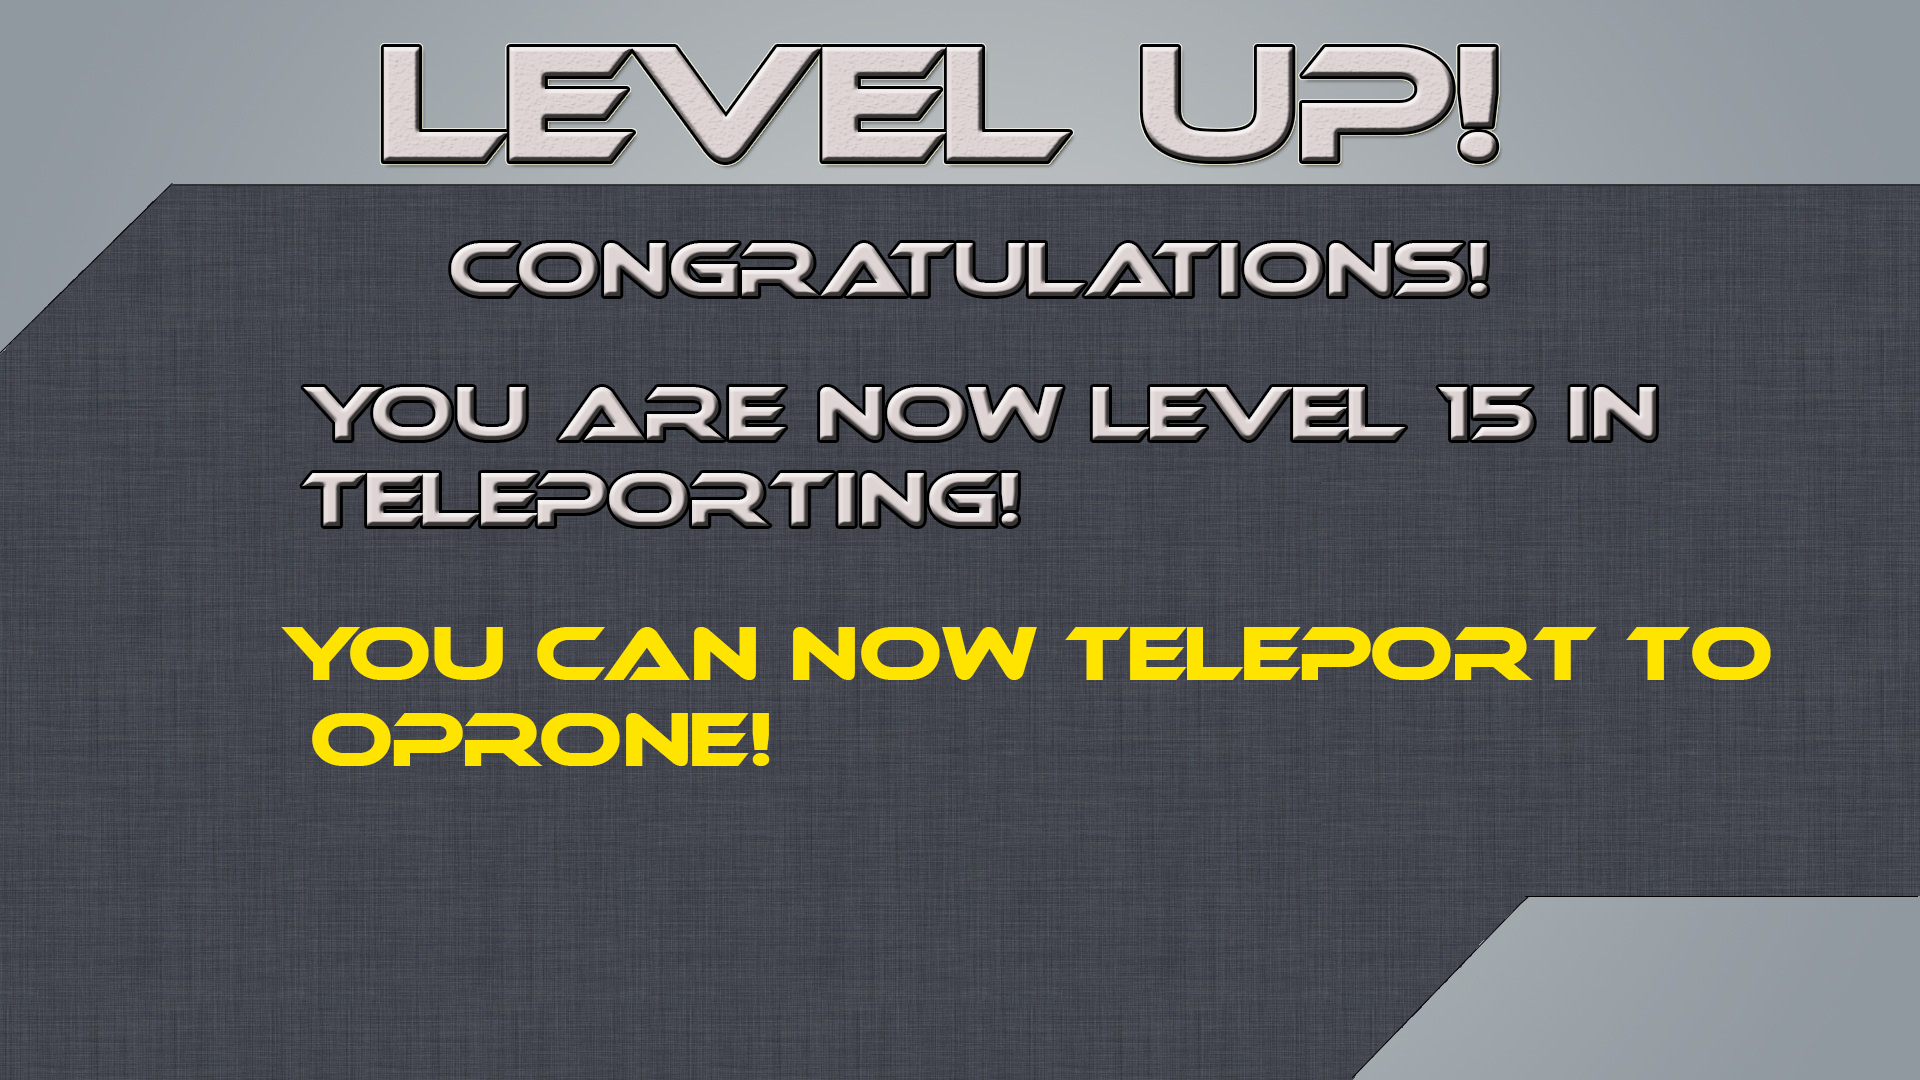 LEVEL UP!
CONGRATULATIONS!
YOU ARE NOW LEVEL 15 IN
TELEPORTING!
YOU CAN NOW TELEPORT TO
OPRONE!